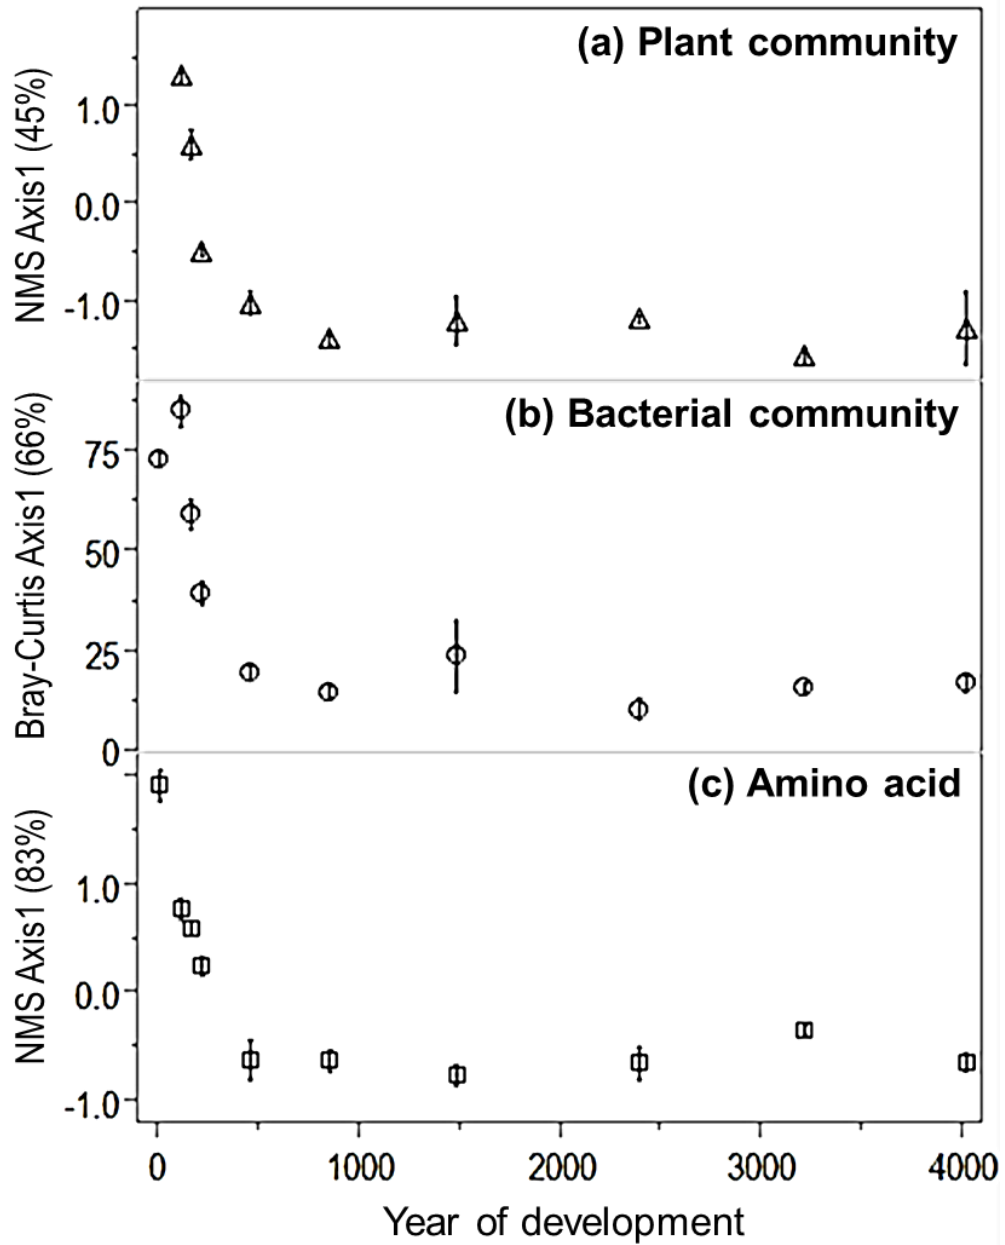 (a) Plant community
NMS Axis1 (45%)
1.0
0.0
-1.0
(b) Bacterial community
Bray-Curtis Axis1 (66%)
75
50
25
0
(c) Amino acid
NMS Axis1 (83%)
1.0
0.0
-1.0
0 1000 2000 3000 4000
Year of development